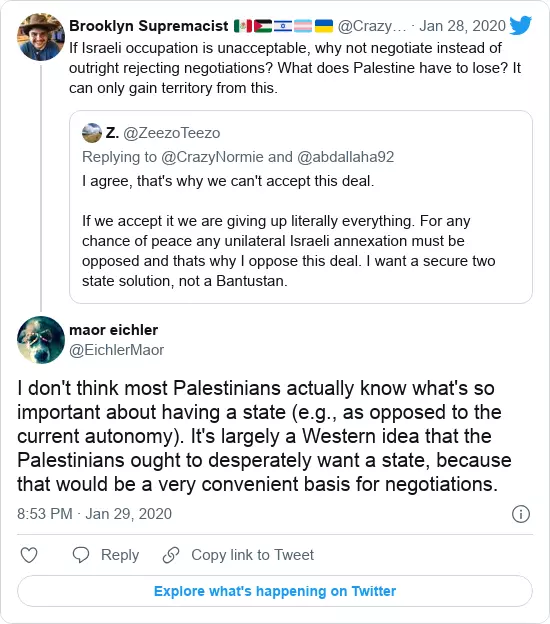 Brooklyn Supremacist 🇲🇽🇵🇸🇮🇱🏳️‍⚧️🇺🇦 @Crazy… · Jan 28, 2020
If Israeli occupation is unacceptable, why not negotiate instead of
outright rejecting negotiations? What does Palestine have to lose? It
can only gain territory from this.
Z. @ZeezoTeezo
Replying to @CrazyNormie and @abdallaha92
I agree, that's why we can't accept this deal.
If we accept it we are giving up literally everything. For any
chance of peace any unilateral Israeli annexation must be
opposed and thats why I oppose this deal. I want a secure two
state solution, not a Bantustan.
maor eichler
@EichlerMaor
I don't think most Palestinians actually know what's so
important about having a state (e.g., as opposed to the
current autonomy). It's largely a Western idea that the
Palestinians ought to desperately want a state, because
that would be a very convenient basis for negotiations.
8:53 PM · Jan 29, 2020
Reply
Copy link to Tweet
Explore what's happening on Twitter